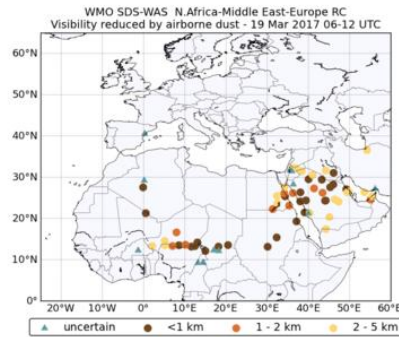 WMO SDS-WAS N.Africa-Middle East-Europe RC
Visibility reduced by airborne dust - 19 Mar 2017 06-12 UTC
60°N
50°N
40°N
30°N
20°N
10°N
0°
20°W
10°W
0°
10°E
20°E
30°E
40°E
50°E
uncertain
<1 km
1 - 2 km
2 - 5 km